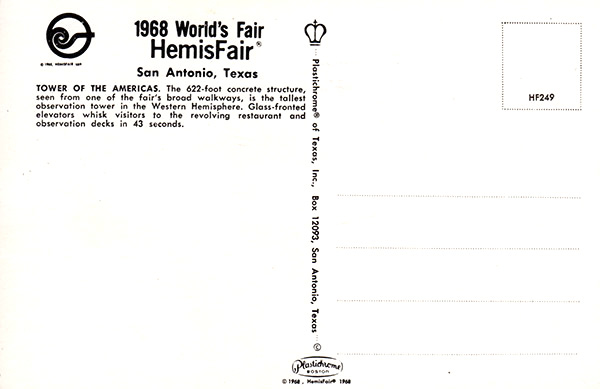 © 1968, HEMISFAIR '68®
1968 World's Fair
HemisFair®
San Antonio, Texas
TOWER OF THE AMERICAS. The 622-foot concrete structure,
seen from one of the fair's broad walkways, is the tallest
observation tower in the Western Hemisphere. Glass-fronted
elevators whisk visitors to the revolving restaurant and
observation decks in 43 seconds.
Plastichrome® of Texas, Inc., Box 12093, San Antonio, Texas ©
HF249
Plastichrome®
BOSTON
© 1968, HemisFair® 1968